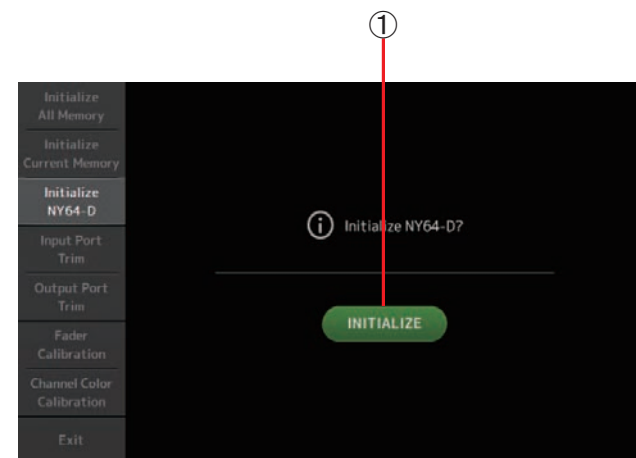 ①
Initialize
All Memory
Initialize
Current Memory
Initialize
NY64-D
Input Port
Trim
Output Port
Trim
Fader
Calibration
Channel Color
Calibration
Exit
Initialize NY64-D?
INITIALIZE